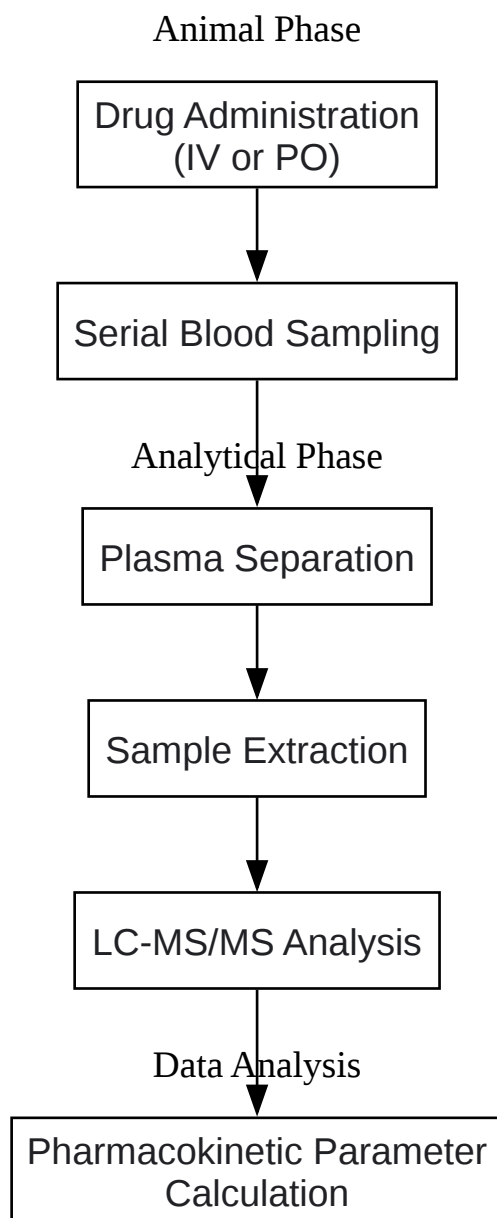 Animal Phase
Drug Administration
(IV or PO)
Serial Blood Sampling
Analytical Phase
Plasma Separation
Sample Extraction
LC-MS/MS Analysis
Data Analysis
Pharmacokinetic Parameter
Calculation